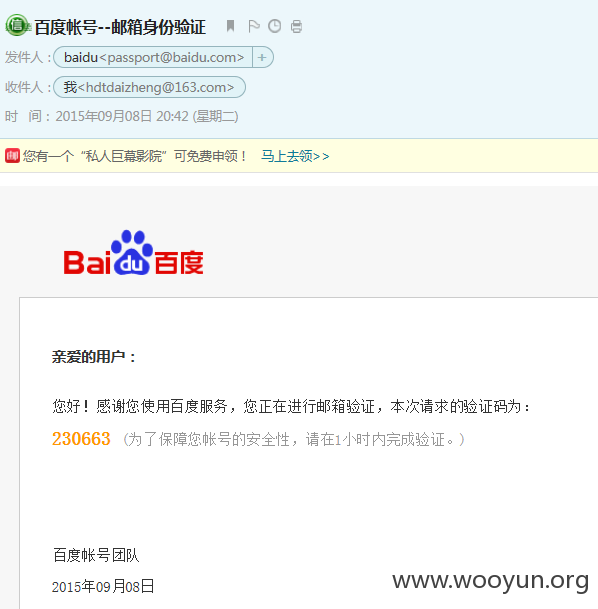 百度帐号--邮箱身份验证
发件人：baidu<passport@baidu.com> +
收件人：我<hdtdaizheng@163.com>
时 间：2015年09月08日 20:42 (星期二)
您有一个“私人巨幕影院”可免费申领！ 马上去领>>
Bai du 百度
亲爱的用户：
您好！感谢您使用百度服务，您正在进行邮箱验证，本次请求的验证码为：
230663 (为了保障您帐号的安全性，请在1小时内完成验证。)
百度帐号团队
2015年09月08日
www.wooyun.org